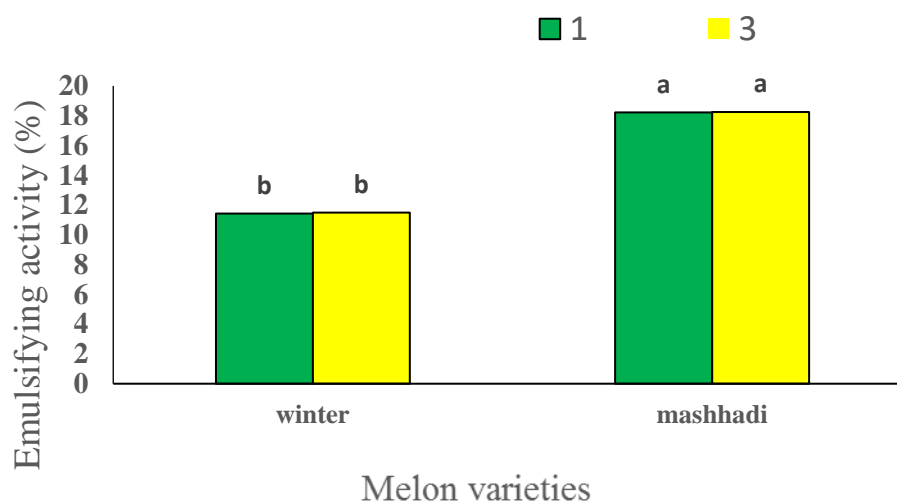 1 3
Emulsifying activity (%)
20
18
16
14
12
10
8
6
4
2
0
b b
a a
winter mashhadi
Melon varieties